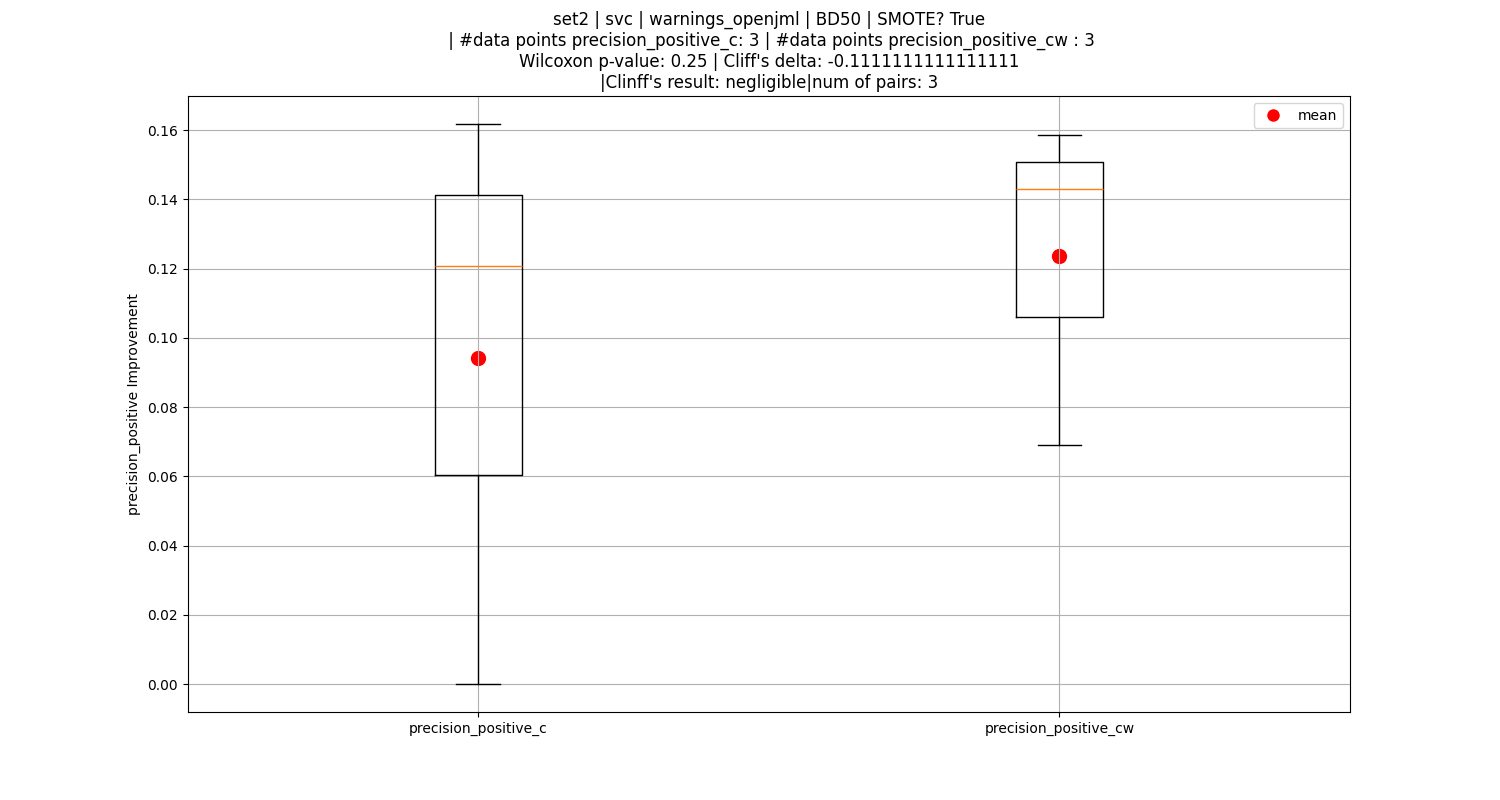 set2 | svc | warnings_openjml | BD50 | SMOTE? True
| #data points precision_positive_c: 3 | #data points precision_positive_cw : 3
Wilcoxon p-value: 0.25 | Cliff's delta: -0.1111111111111111
|Clinff's result: negligible|num of pairs: 3
mean
0.16
0.14
0.12
0.10
0.08
0.06
0.04
0.02
0.00
precision_positive Improvement
precision_positive_c
precision_positive_cw